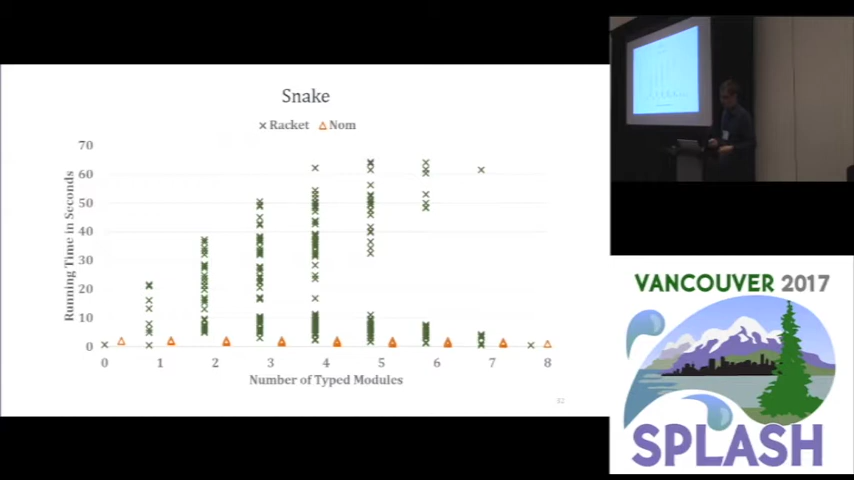 Snake
× Racket △ Nom
70
60
50
40
30
20
10
0
Running Time in Seconds
0 1 2 3 4 5 6 7 8
Number of Typed Modules
82
VANCOUVER 2017
SPLASH